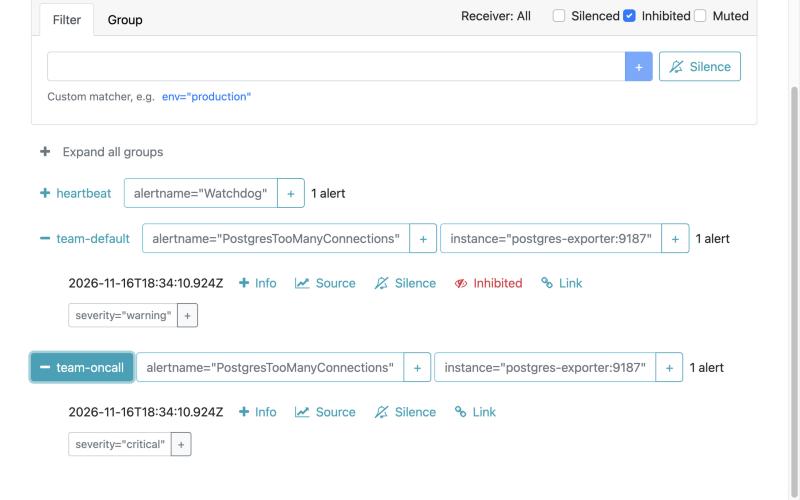 Filter Group Receiver: All Silenced Inhibited Muted
+ Silence
Custom matcher, e.g. env="production"
+ Expand all groups
+ heartbeat alertname="Watchdog" + 1 alert
− team-default alertname="PostgresTooManyConnections" + instance="postgres-exporter:9187" + 1 alert
2026-11-16T18:34:10.924Z + Info Source Silence Inhibited Link
severity="warning" +
− team-oncall alertname="PostgresTooManyConnections" + instance="postgres-exporter:9187" + 1 alert
2026-11-16T18:34:10.924Z + Info Source Silence Link
severity="critical" +